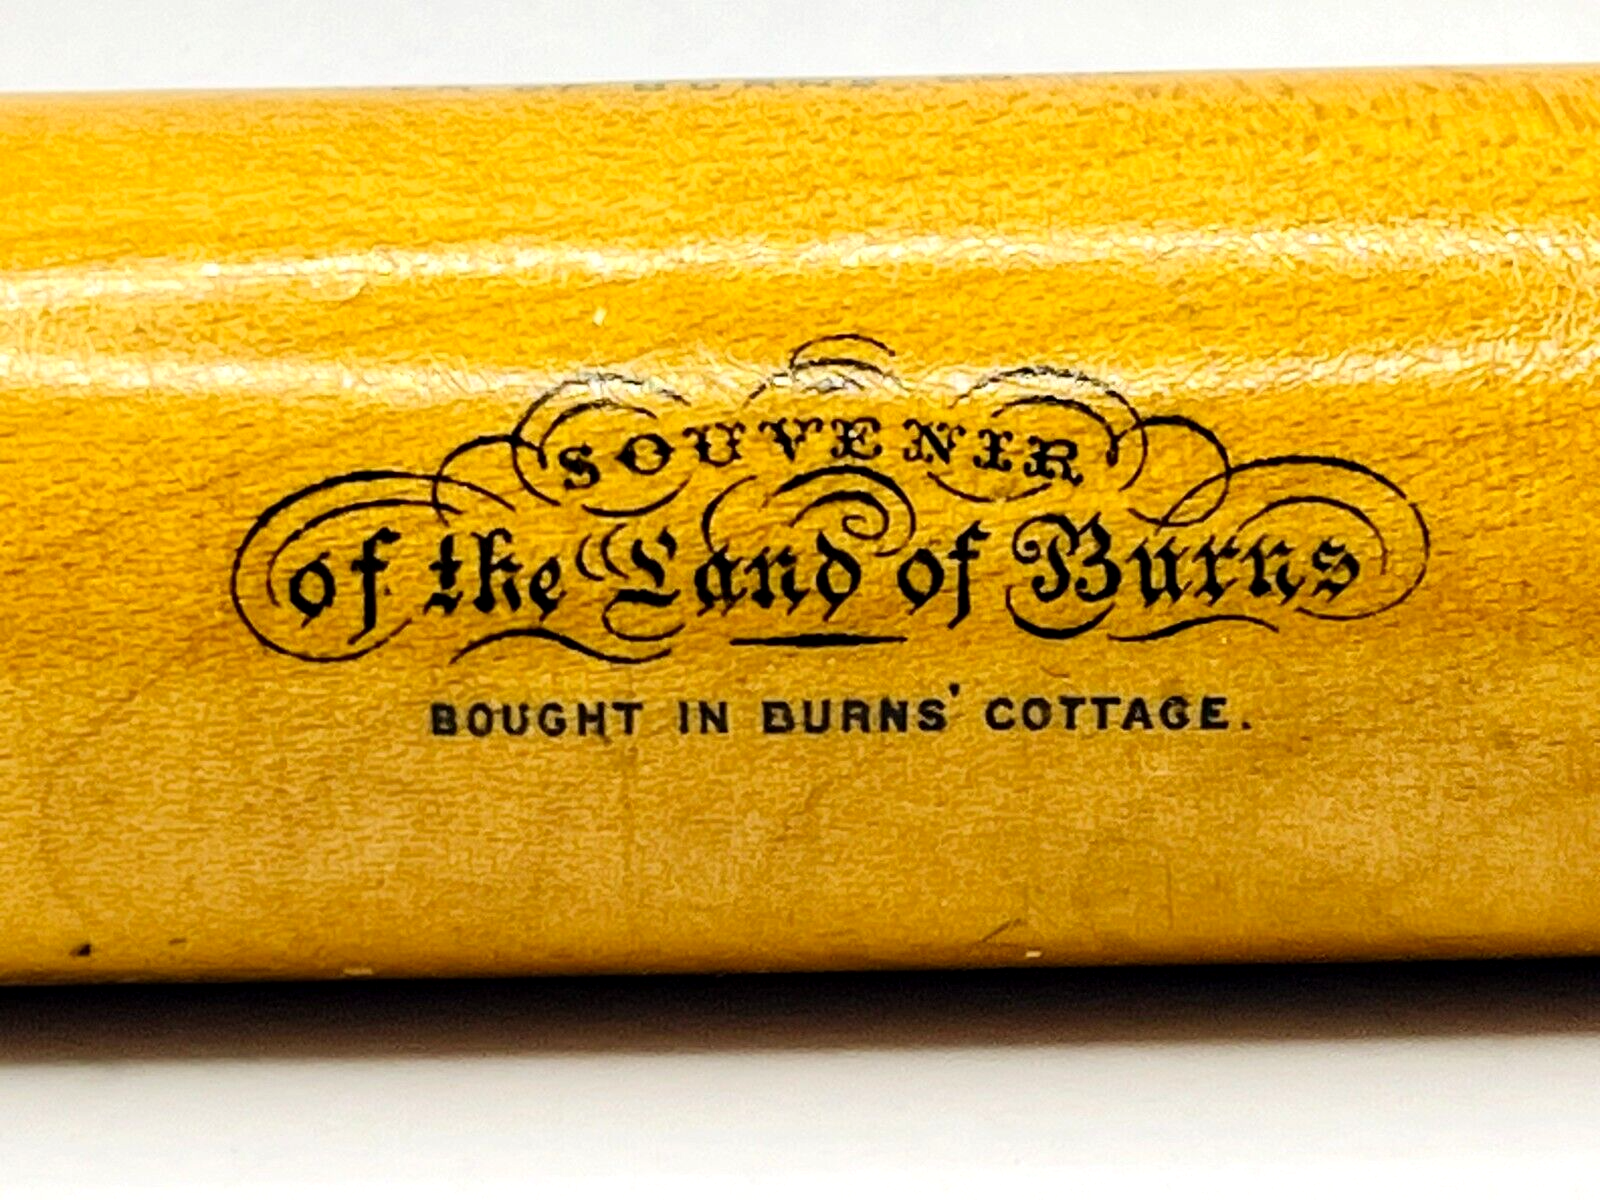 SOUVENIR
of the Land of Burns
BOUGHT IN BURNS' COTTAGE.